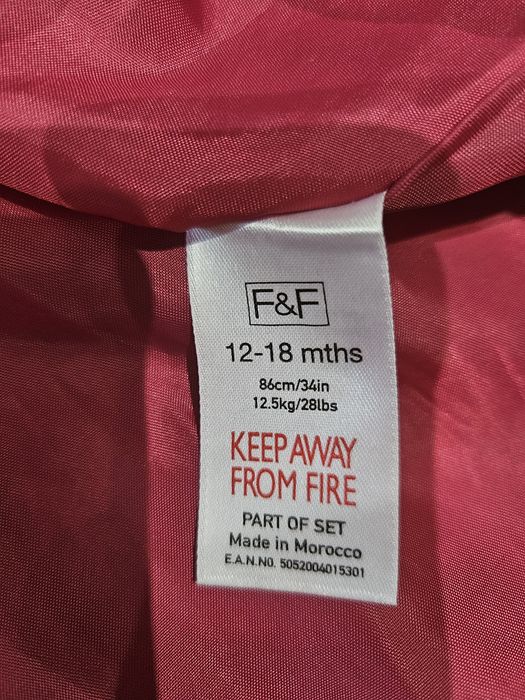 F&F
12-18 mths
86cm/34in
12.5kg/28lbs
KEEP AWAY
FROM FIRE
PART OF SET
Made in Morocco
E.A.N.NO. 5052004015301